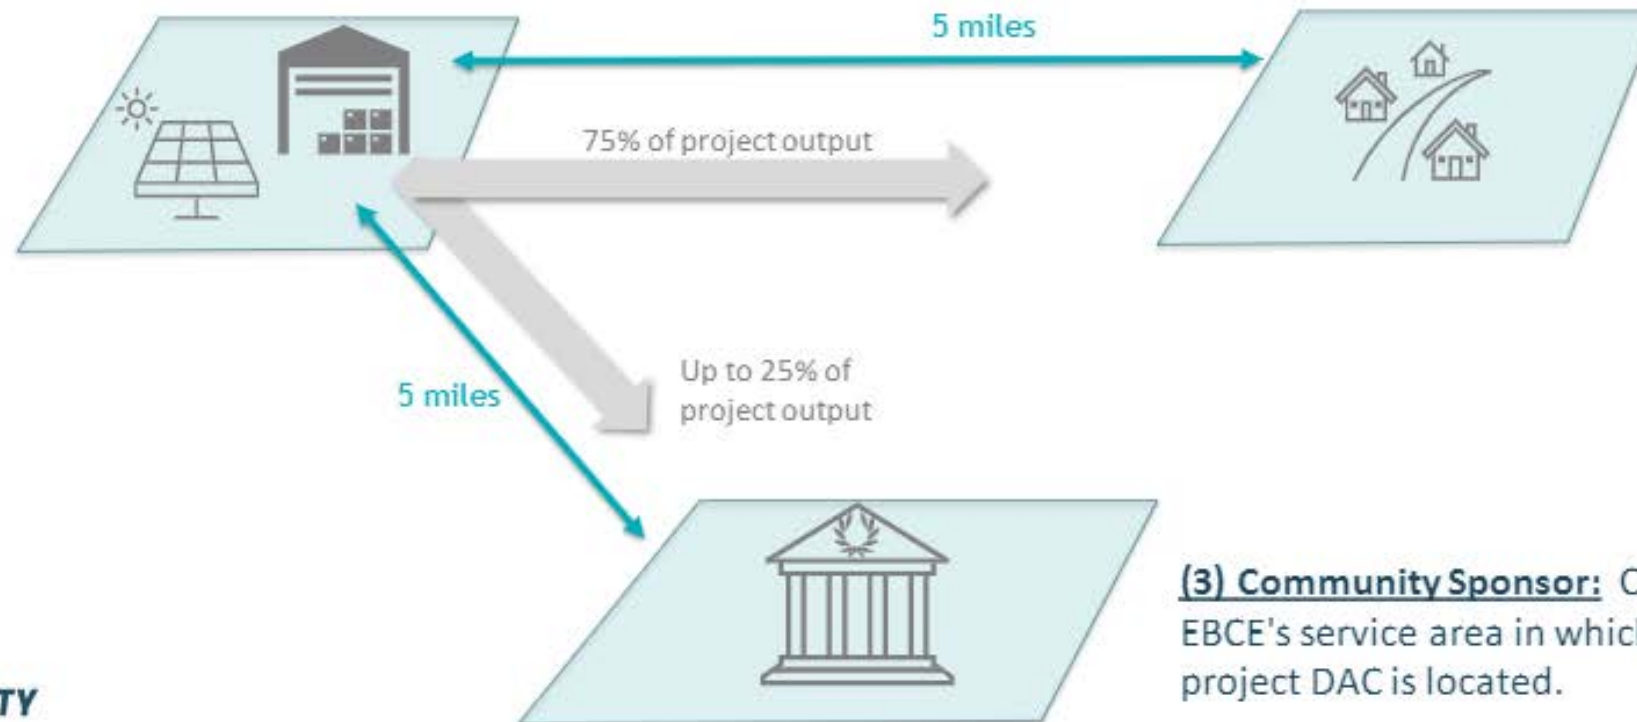 5 miles
75% of project output
Up to 25% of
project output
5 miles
(3) Community Sponsor:
EBCE's service area in
project DAC is located.
TY